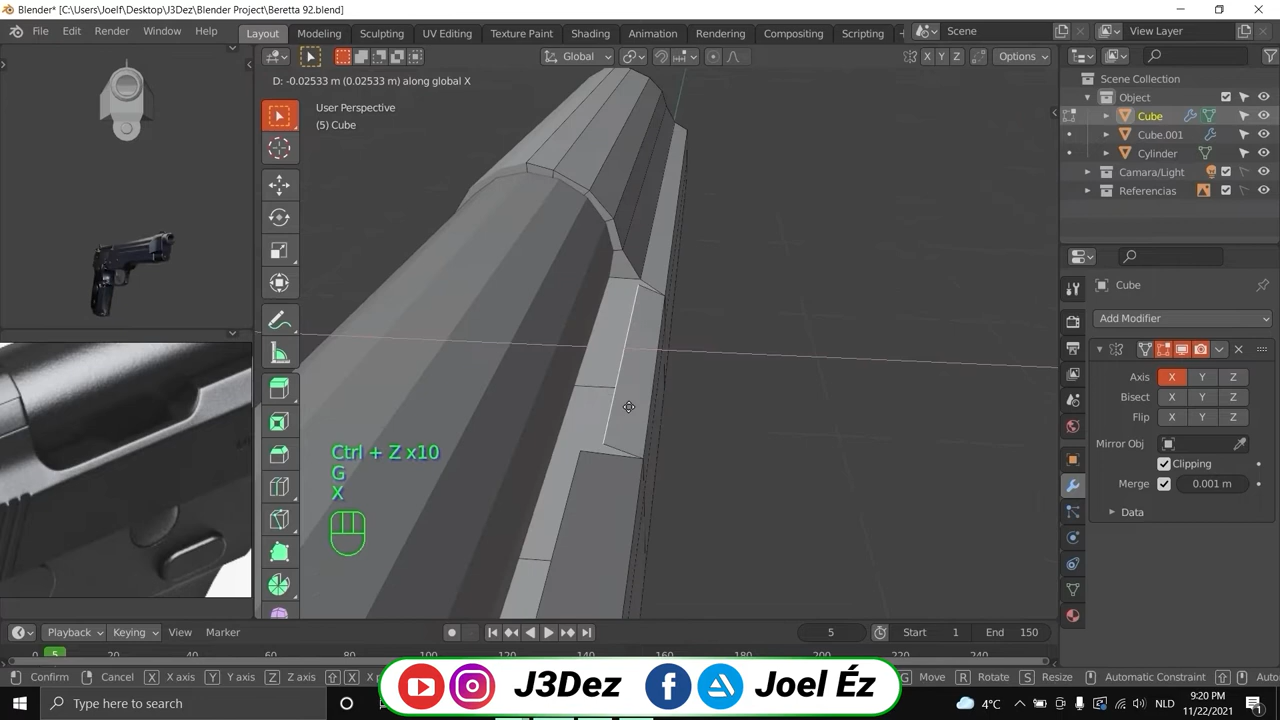 Blender* [C:\Users\Joelf\Desktop\J3Dez\Blender Project\Beretta 92.blend]
File Edit Render Window Help
Layout Modeling Sculpting UV Editing Texture Paint Shading Animation Rendering Compositing Scripting
Scene
View Layer
Global
X Y Z
Options
D: -0.02533 m (0.02533 m) along global X
User Perspective
(5) Cube
Scene Collection
Object
Cube
Cube.001
Cylinder
Camara/Light
Referencias
Cube
Add Modifier
Axis X Y Z
Bisect X Y Z
Flip X Y Z
Mirror Obj
Clipping
Merge 0.001 m
Data
Ctrl + Z x10
G
X
Playback Keying View Marker
5
Start 1
End 150
Confirm Cancel X X axis Y Y axis Z Z axis
R Rotate S Resize Automatic Constraint
J3Dez
Joel Éz
Type here to search
4°C
NLD
9:20 PM
11/22/2021